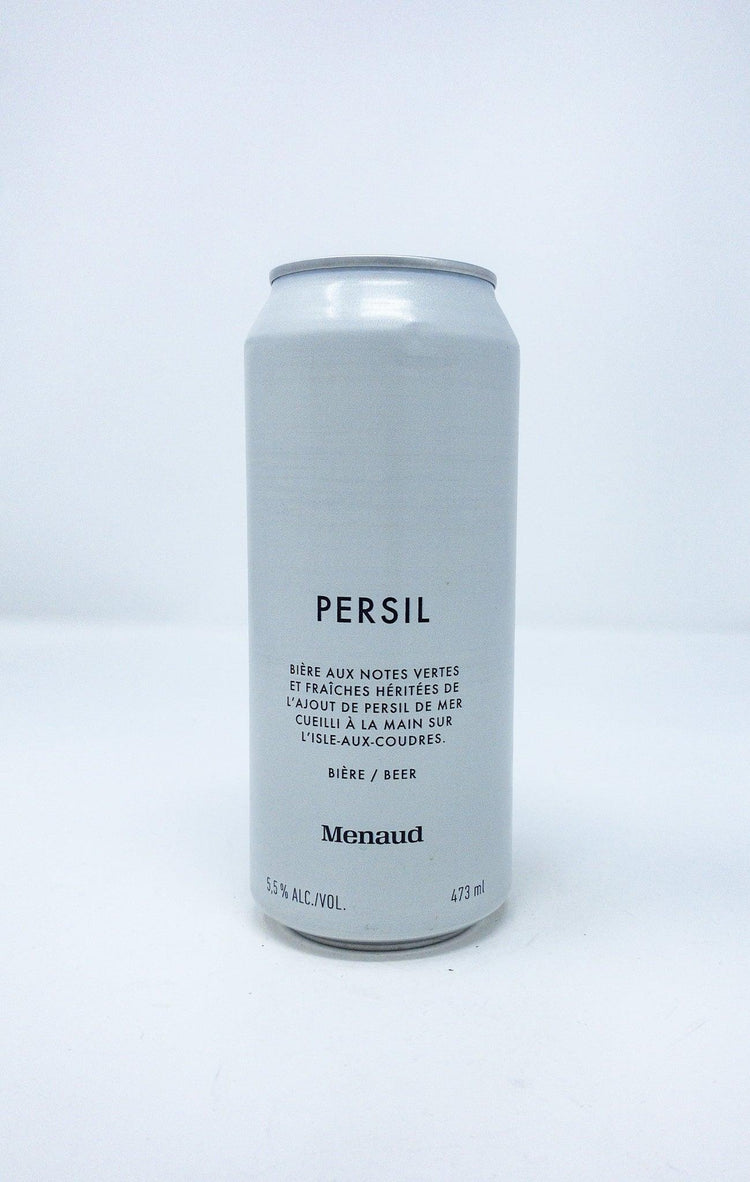 PERSIL
BIÈRE AUX NOTES VERTES
ET FRAÎCHES HÉRITÉES DE
L'AJOUT DE PERSIL DE MER
CUEILLI À LA MAIN SUR
L'ISLE-AUX-COUDRES.
BIÈRE / BEER
Menaud
5,5 % ALC./VOL.
473 ml